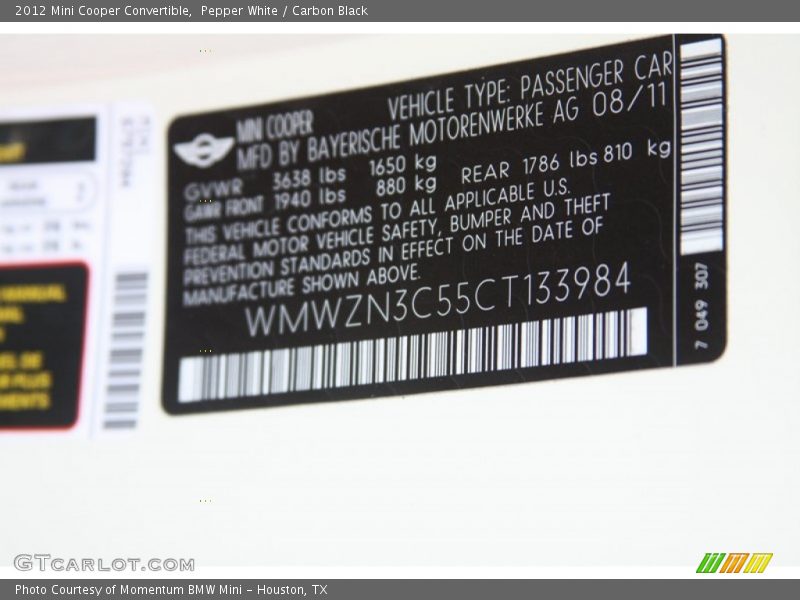 2012 Mini Cooper Convertible,  Pepper White / Carbon Black
MINI COOPER VEHICLE TYPE: PASSENGER CAR
MFD BY BAYERISCHE MOTORENWERKE AG 08/11
GVWR 3638 lbs 1650 kg
GAWR FRONT 1940 lbs 880 kg REAR 1786 lbs 810 kg
THIS VEHICLE CONFORMS TO ALL APPLICABLE U.S.
FEDERAL MOTOR VEHICLE SAFETY, BUMPER AND THEFT
PREVENTION STANDARDS IN EFFECT ON THE DATE OF
MANUFACTURE SHOWN ABOVE.
WMWZN3C55CT133984
7 049 307
MANUAL
GTCARLOT.COM
Photo Courtesy of Momentum BMW Mini - Houston, TX